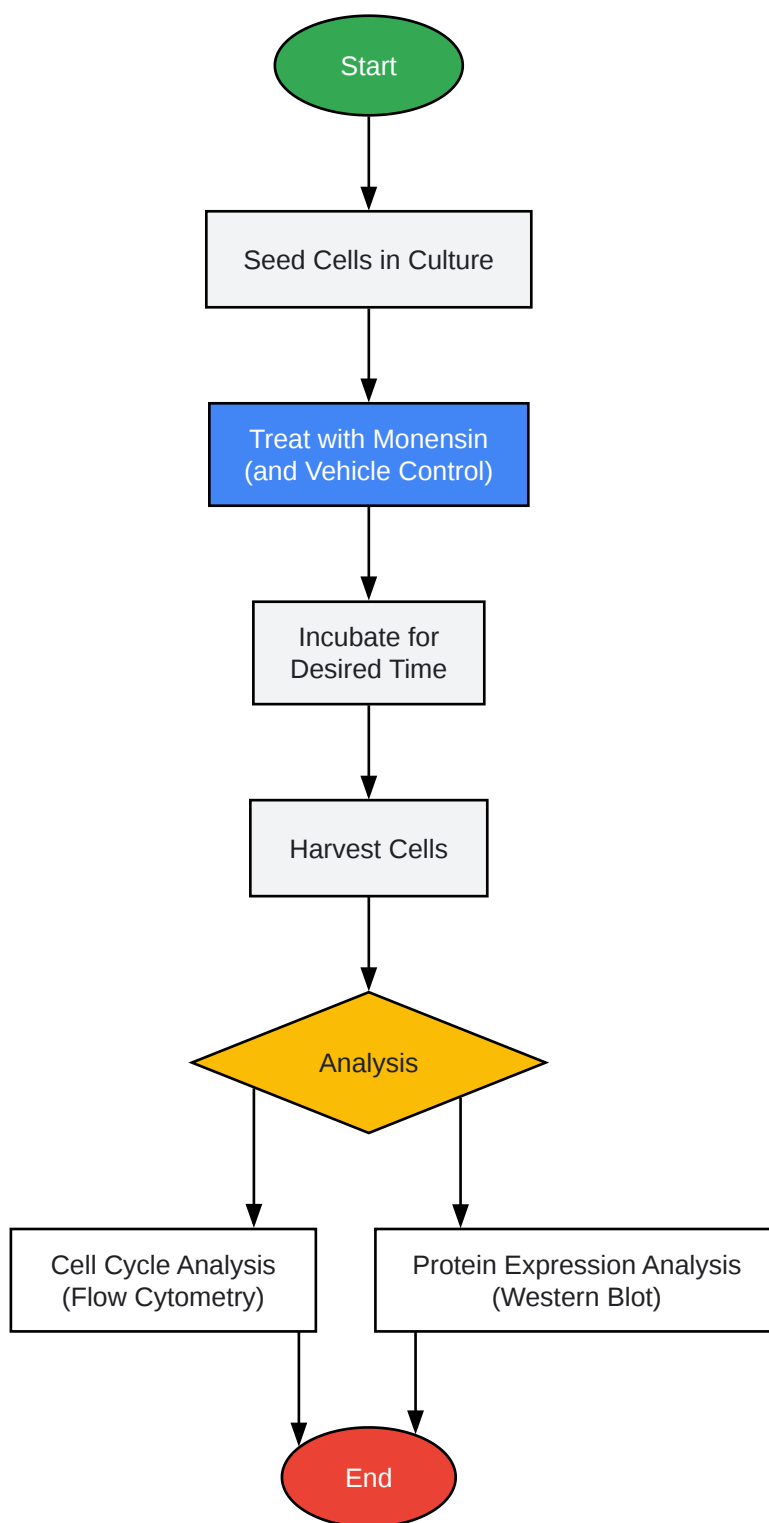 Start
Seed Cells in Culture
Treat with Monensin
(and Vehicle Control)
Incubate for
Desired Time
Harvest Cells
Analysis
Cell Cycle Analysis
(Flow Cytometry)
Protein Expression Analysis
(Western Blot)
End